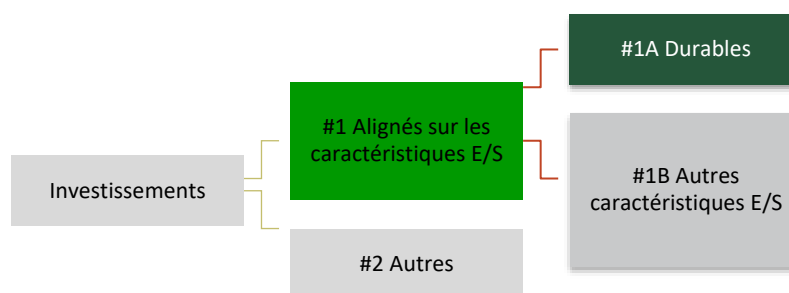 Investissements
#1 Alignés sur les
caractéristiques E/S
#2 Autres
#1A Durables
#1B Autres
caractéristiques E/S